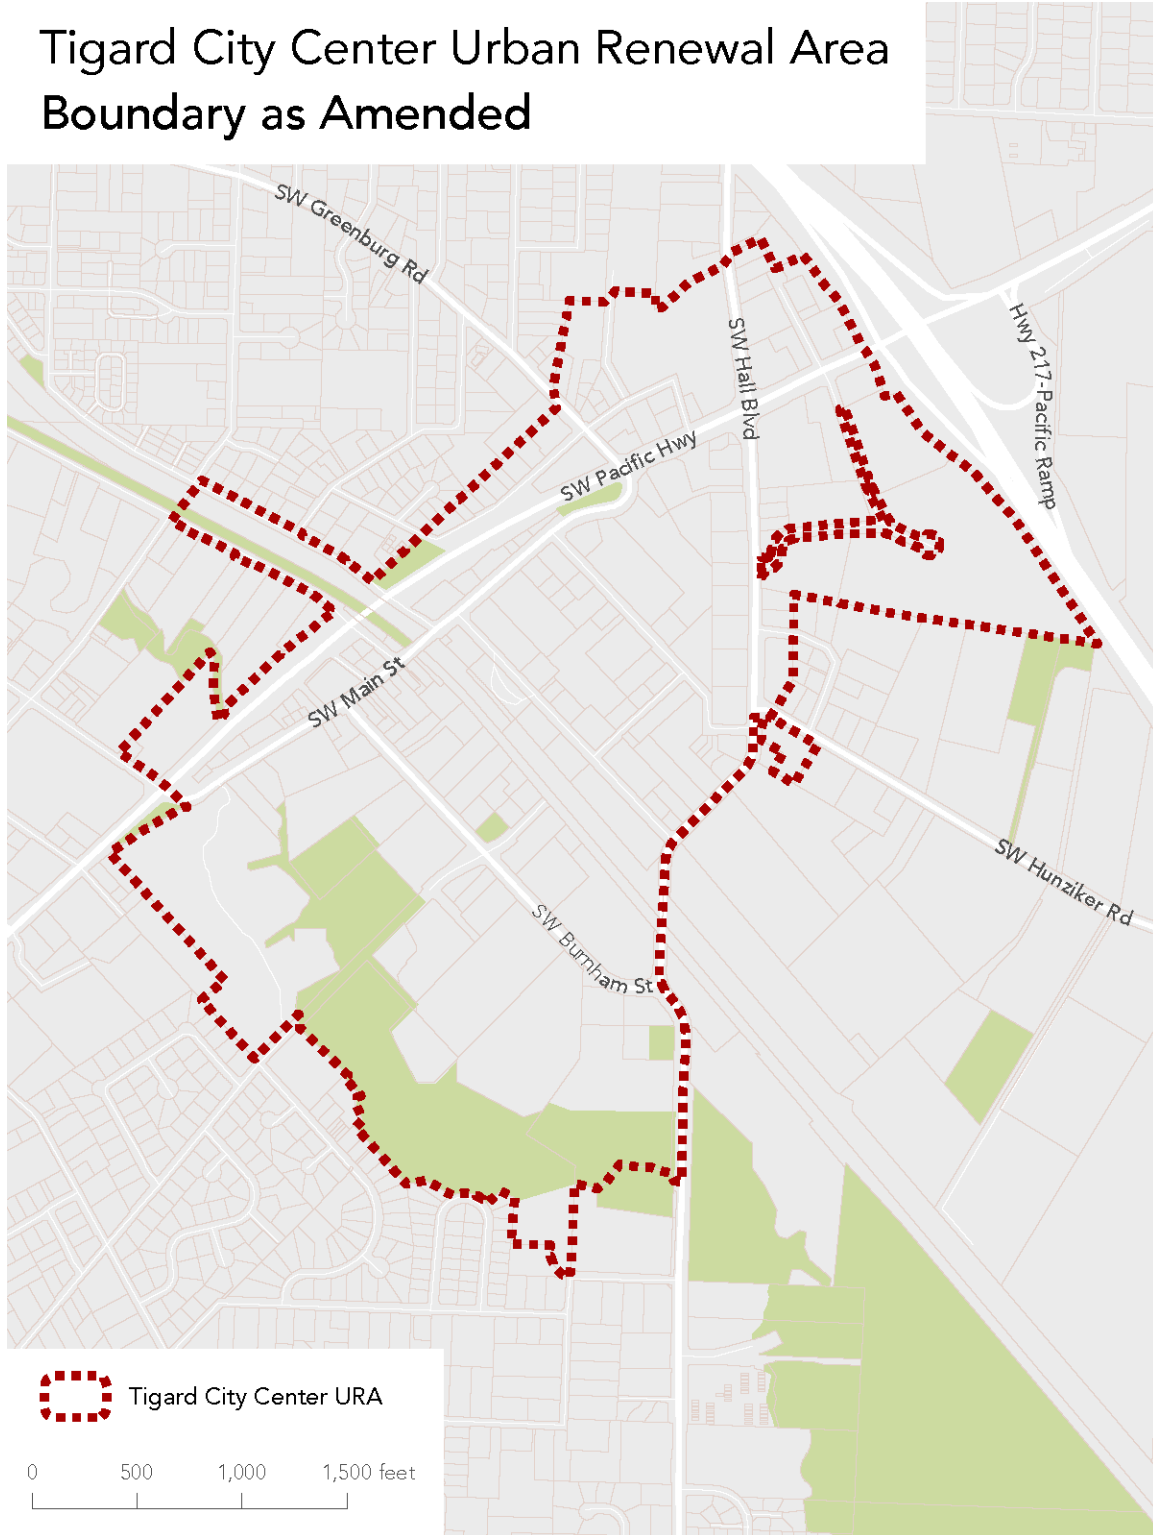 Tigard City Center Urban Renewal Area
Boundary as Amended
SW Greenburg Rd
SW Hall Blvd
Hwy 217-Pacific Ramp
SW Pacific Hwy
SW Main St
SW Hunziker Rd
SW Burnham St
Tigard City Center URA
0 500 1,000 1,500 feet